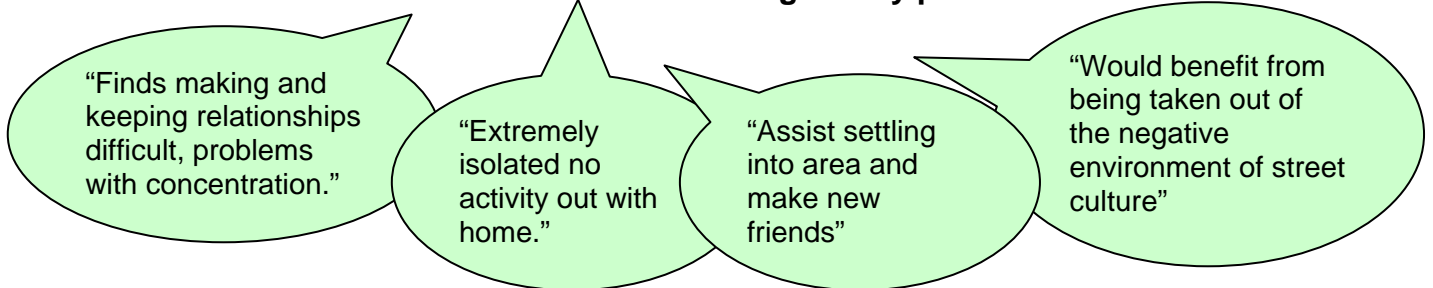 “Finds making and
keeping relationships
difficult, problems
with concentration.”
“Extremely
isolated no
activity out with
home.”
“Assist settling
into area and
make new
friends”
“Would benefit from
being taken out of
the negative
environment of street
culture”